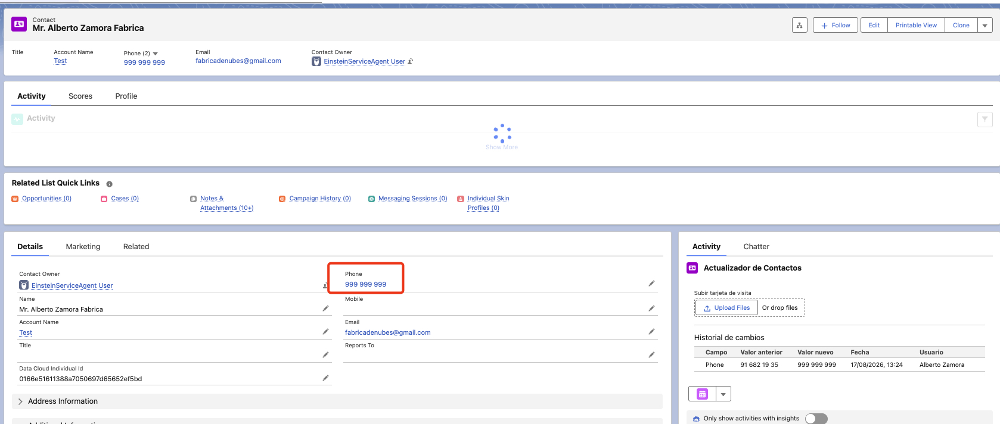 Contact
Mr. Alberto Zamora Fabrica
Follow
Edit
Printable View
Clone
Title
Account Name
Test
Phone (2)
999 999 999
Email
fabricadenubes@gmail.com
Contact Owner
EinsteinServiceAgent User
Activity
Scores
Profile
Activity
Show More
Related List Quick Links
Opportunities (0)
Cases (0)
Notes &
Attachments (10+)
Campaign History (0)
Messaging Sessions (0)
Individual Skin
Profiles (0)
Details
Marketing
Related
Contact Owner
EinsteinServiceAgent User
Phone
999 999 999
Name
Mr. Alberto Zamora Fabrica
Mobile
Account Name
Test
Email
fabricadenubes@gmail.com
Title
Reports To
Data Cloud Individual Id
0166e51611388a7050697d65652ef5bd
Address Information
Activity
Chatter
Actualizador de Contactos
Subir tarjeta de visita
Upload Files
Or drop files
Historial de cambios
Campo Valor anterior Valor nuevo Fecha Usuario
Phone 91 682 19 35 999 999 999 17/08/2026, 13:24 Alberto Zamora
Only show activities with insights